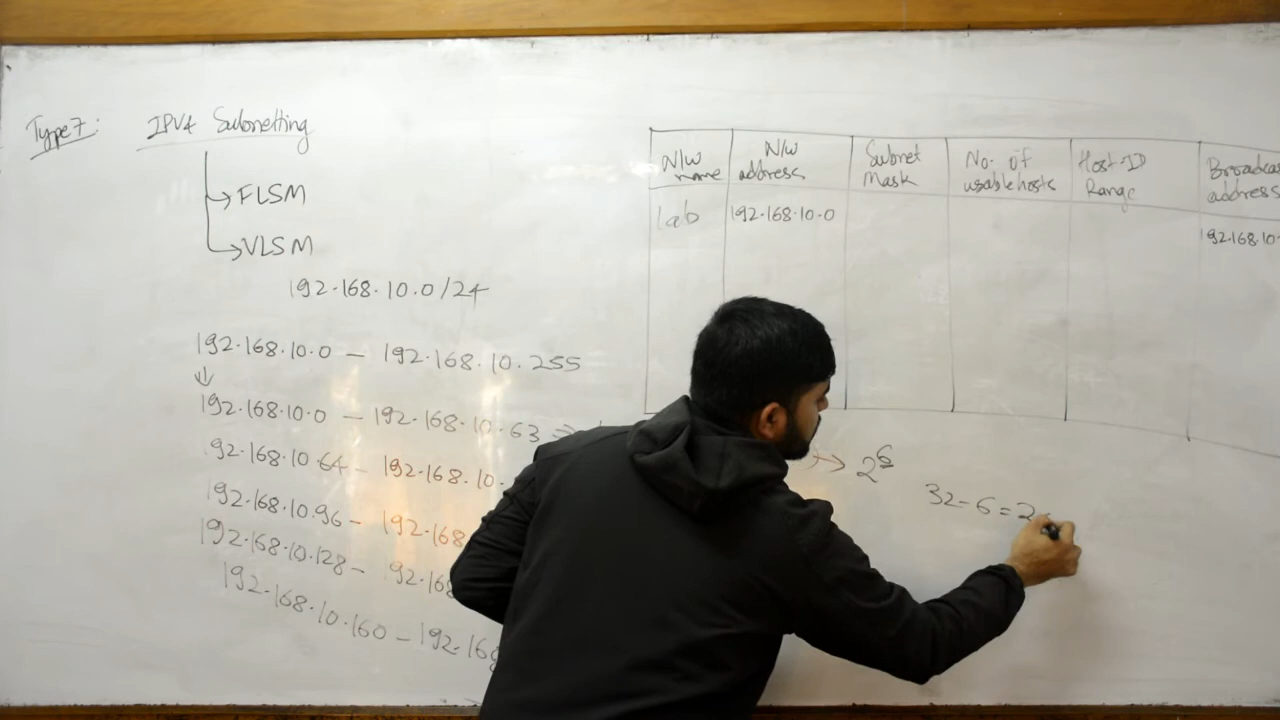 Type 7:
IPV4 Subnetting
FLSM
VLSM
192.168.10.0/24
192.168.10.0 - 192.168.10.255
192.168.10.0 - 192.168.10.63 =>
192.168.10.64 - 192.168.10.
192.168.10.96 - 192.168
192.168.10.128 - 192.168
192.168.10.160 - 192.168
N/W name
N/W address
Subnet Mask
No. of usable hosts
Host ID Range
address
lab
192.168.10.0
192.168.10.
→ 2^6
32-6=2